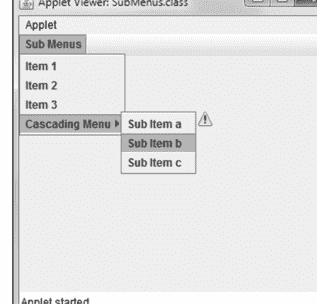 Applet Viewer: SubMenus.class
Applet
Sub Menus
Item 1
Item 2
Item 3
Cascading Menu
Sub Item a
Sub Item b
Sub Item c
Applet started.